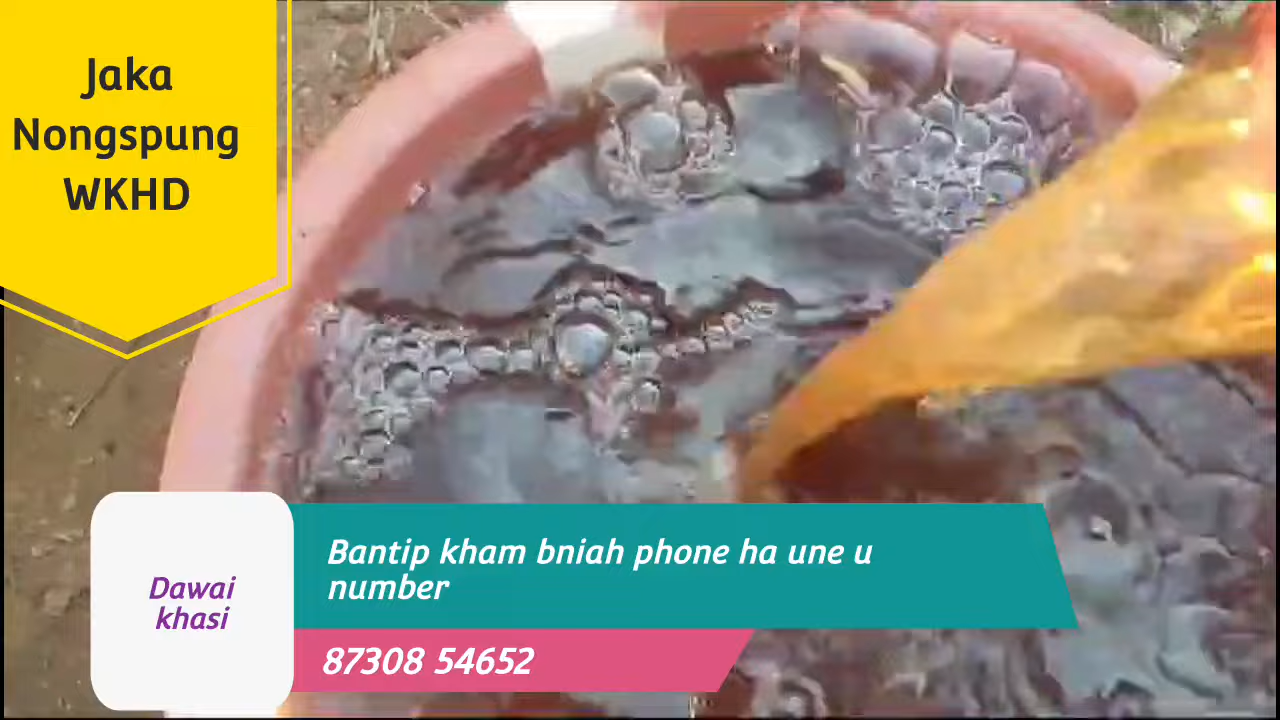 Jaka
Nongspung
WKHD
Bantip kham bniah phone ha une u
number
Dawai
khasi
87308 54652